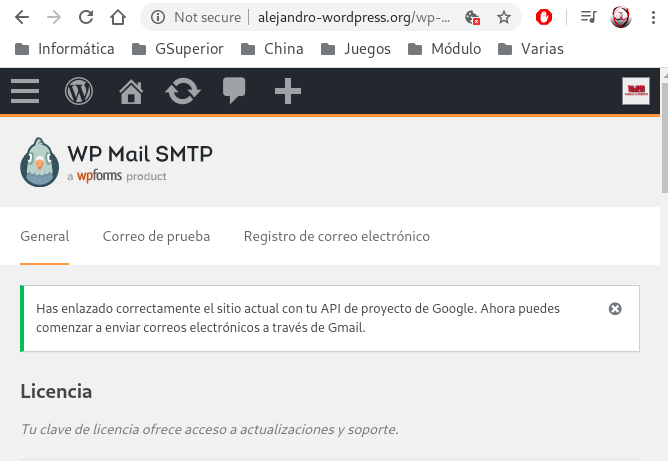 Not secure
alejandro-wordpress.org/wp-...
Informática
GSuperior
China
Juegos
Módulo
Varias
WP Mail SMTP
a wpforms product
General
Correo de prueba
Registro de correo electrónico
Has enlazado correctamente el sitio actual con tu API de proyecto de Google. Ahora puedes
comenzar a enviar correos electrónicos a través de Gmail.
Licencia
Tu clave de licencia ofrece acceso a actualizaciones y soporte.